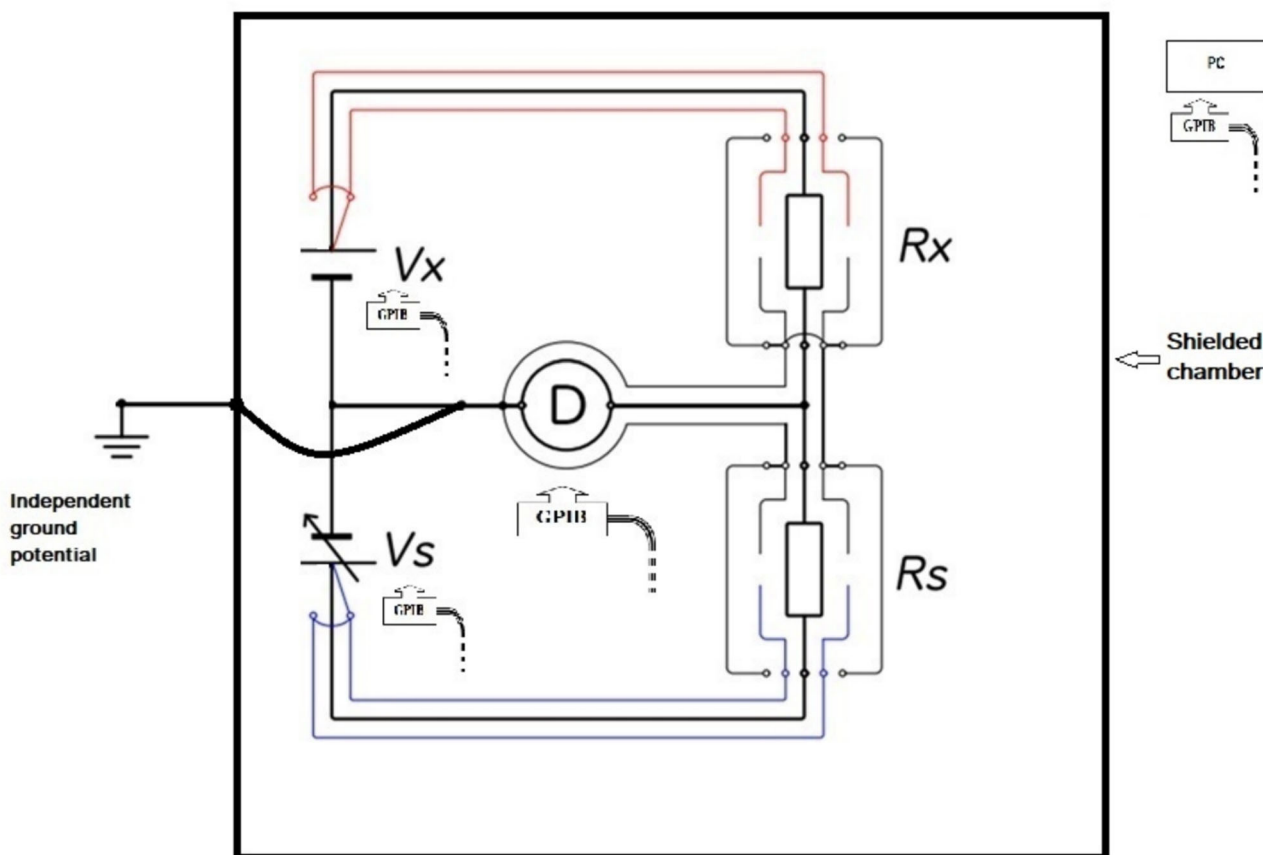 PC
GPIB
Rx
Vx
GPIB
Shielded
chamber
D
Independent
ground
potential
GPIB
Vs
Rs
GPIB